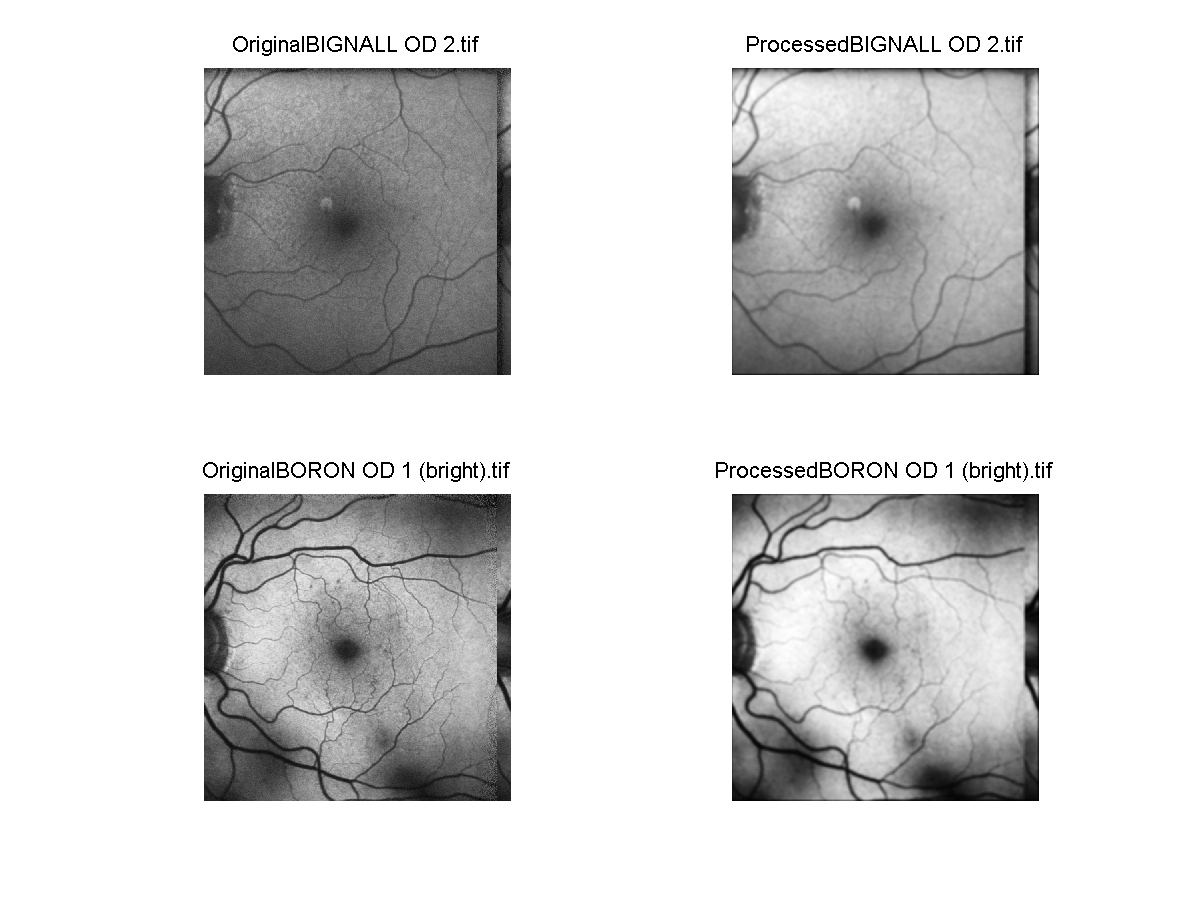 OriginalBIGNALL OD 2.tif
ProcessedBIGNALL OD 2.tif
OriginalBORON OD 1 (bright).tif
ProcessedBORON OD 1 (bright).tif